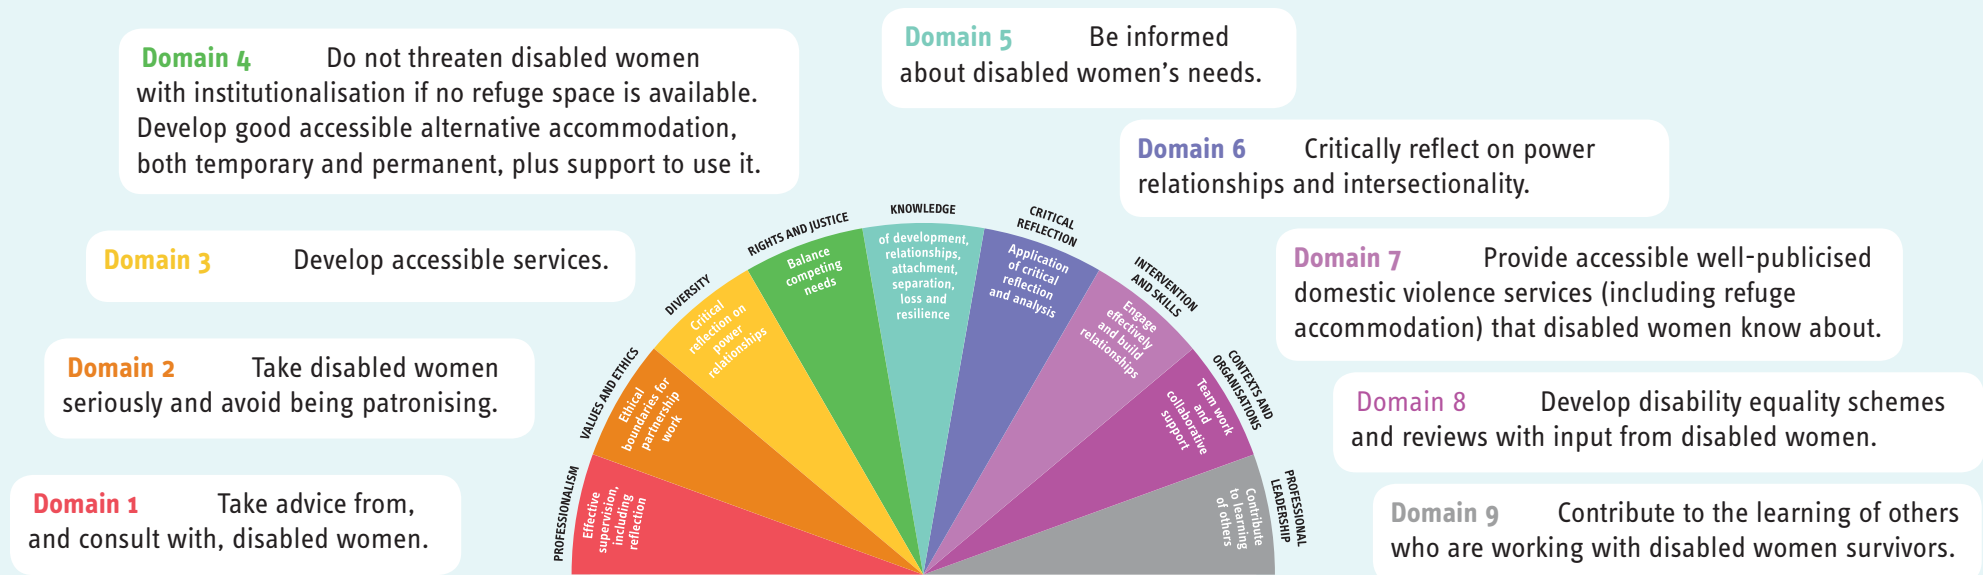 Domain 4 Do not threaten disabled women
with institutionalisation if no refuge space is available.
Develop good accessible alternative accommodation,
both temporary and permanent, plus support to use it.
Domain 5 Be informed
about disabled women’s needs.
Domain 6 Critically reflect on power
relationships and intersectionality.
Domain 3 Develop accessible services.
Domain 7 Provide accessible well-publicised
domestic violence services (including refuge
accommodation) that disabled women know about.
Domain 2 Take disabled women
seriously and avoid being patronising.
Domain 8 Develop disability equality schemes
and reviews with input from disabled women.
Domain 1 Take advice from,
and consult with, disabled women.
Domain 9 Contribute to the learning of others
who are working with disabled women survivors.
PROFESSIONALISM
Effective
supervision,
including
reflection
VALUES AND ETHICS
Ethical
boundaries for
partnership
work
DIVERSITY
Critical
reflection on
power
relationships
RIGHTS AND JUSTICE
Balance
competing
needs
KNOWLEDGE
of development,
relationships,
attachment,
separation,
loss and
resilience
CRITICAL
REFLECTION
Application
of critical
reflection
and analysis
INTERVENTION
AND SKILLS
Engage
effectively
and build
relationships
CONTEXTS AND
ORGANISATIONS
Team work
and
collaborative
support
PROFESSIONAL
LEADERSHIP
Contribute
to learning
of others